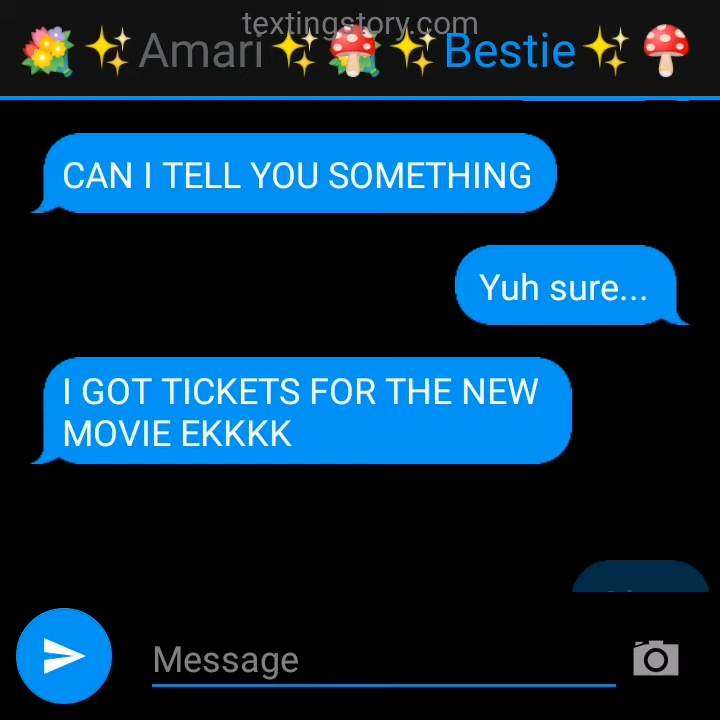 textingstory.com
💐✨Amari✨🍄✨Bestie✨🍄
CAN I TELL YOU SOMETHING
Yuh sure...
I GOT TICKETS FOR THE NEW
MOVIE EKKKK
Message